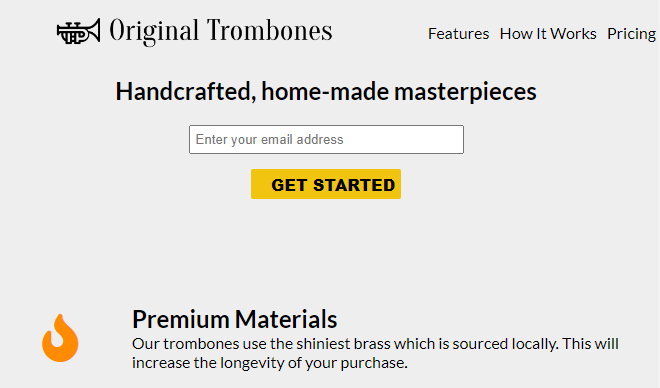 Original Trombones
Features How It Works Pricing
Handcrafted, home-made masterpieces
Enter your email address
GET STARTED
Premium Materials
Our trombones use the shiniest brass which is sourced locally. This will
increase the longevity of your purchase.